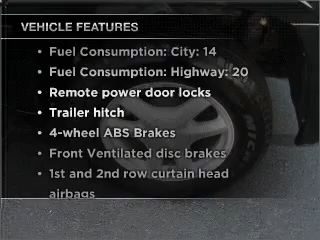 VEHICLE FEATURES
• Fuel Consumption: City: 14
• Fuel Consumption: Highway: 20
• Remote power door locks
• Trailer hitch
• 4-wheel ABS Brakes
• Front Ventilated disc brakes
• 1st and 2nd row curtain head
airbags